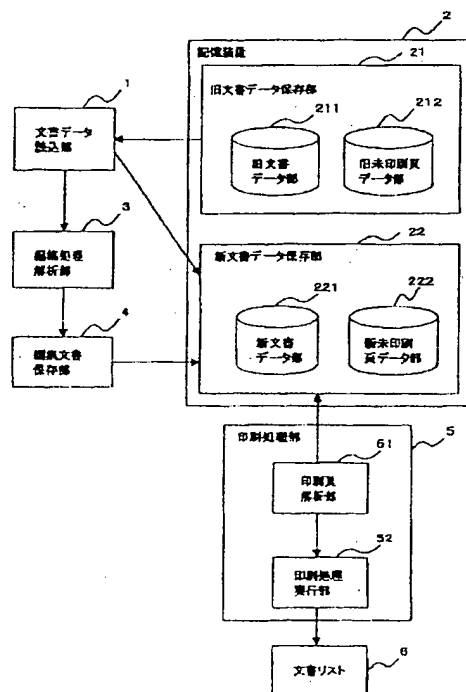 2
記憶装置
21
旧文書データ保存部
211
212
旧文書
データ部
旧未印刷頁
データ部
1
文書データ
読込部
3
編集処理
解析部
4
編集文書
保存部
22
新文書データ保存部
221
222
新文書
データ部
新未印刷
頁データ部
5
印刷処理部
51
印刷頁
解析部
52
印刷処理
実行部
6
文書リスト